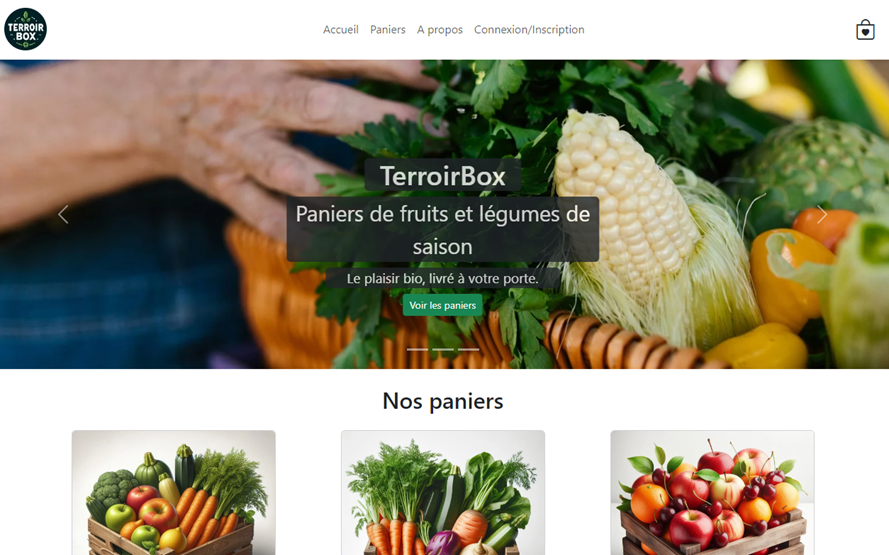 TERROIR
BOX
Accueil Paniers A propos Connexion/Inscription
TerroirBox
Paniers de fruits et légumes de
saison
Le plaisir bio, livré à votre porte.
Voir les paniers
Nos paniers